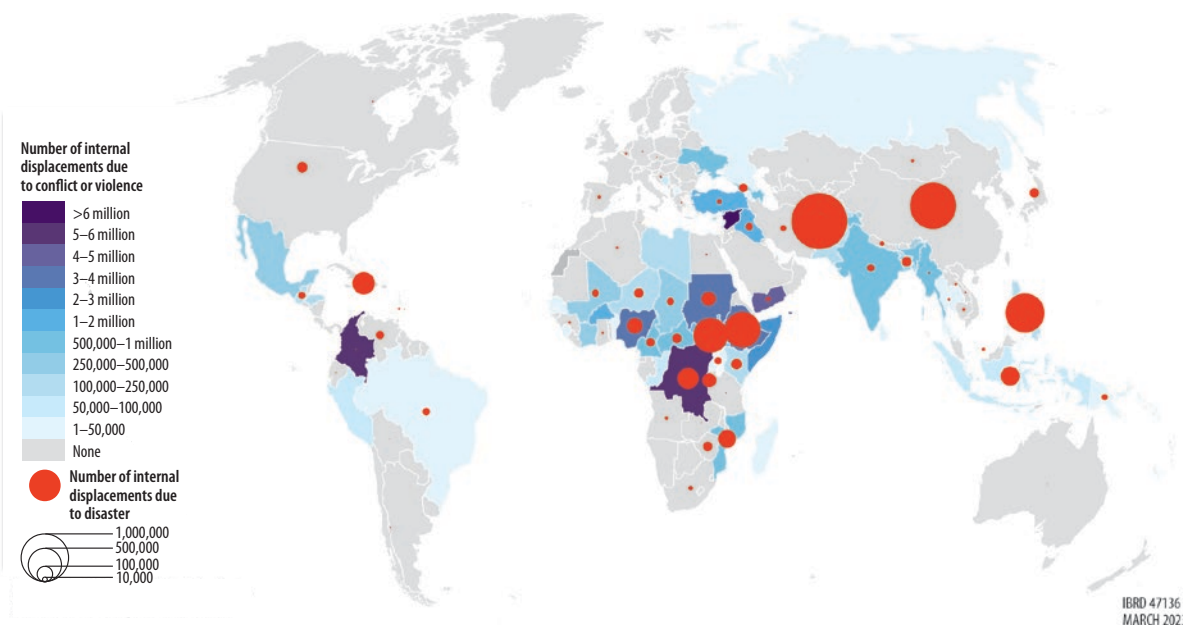 Number of internal
displacements due
to conflict or violence
>6 million
5–6 million
4–5 million
3–4 million
2–3 million
1–2 million
500,000–1 million
250,000–500,000
100,000–250,000
50,000–100,000
1–50,000
None
Number of internal
displacements due
to disaster
1,000,000
500,000
100,000
10,000
IBRD 47136
MARCH